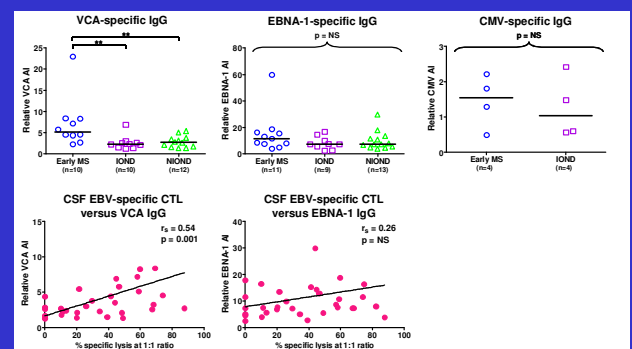 VCA-specific IgG
**
**
Relative VCA AI
25
20
15
10
5
0
Early MS
(n=10)
IOND
(n=10)
NIOND
(n=12)
EBNA-1-specific IgG
p = NS
Relative EBNA-1 AI
80
60
40
20
0
Early MS
(n=11)
IOND
(n=9)
NIOND
(n=13)
CMV-specific IgG
p = NS
Relative CMV AI
3
2
1
0
Early MS
(n=4)
IOND
(n=4)
CSF EBV-specific CTL
versus VCA IgG
rs = 0.54
p = 0.001
Relative VCA AI
15
10
5
0
0 20 40 60 80 100
% specific lysis at 1:1 ratio
CSF EBV-specific CTL
versus EBNA-1 IgG
rs = 0.26
p = NS
Relative EBNA-1 AI
40
30
20
10
0
0 20 40 60 80 100
% specific lysis at 1:1 ratio